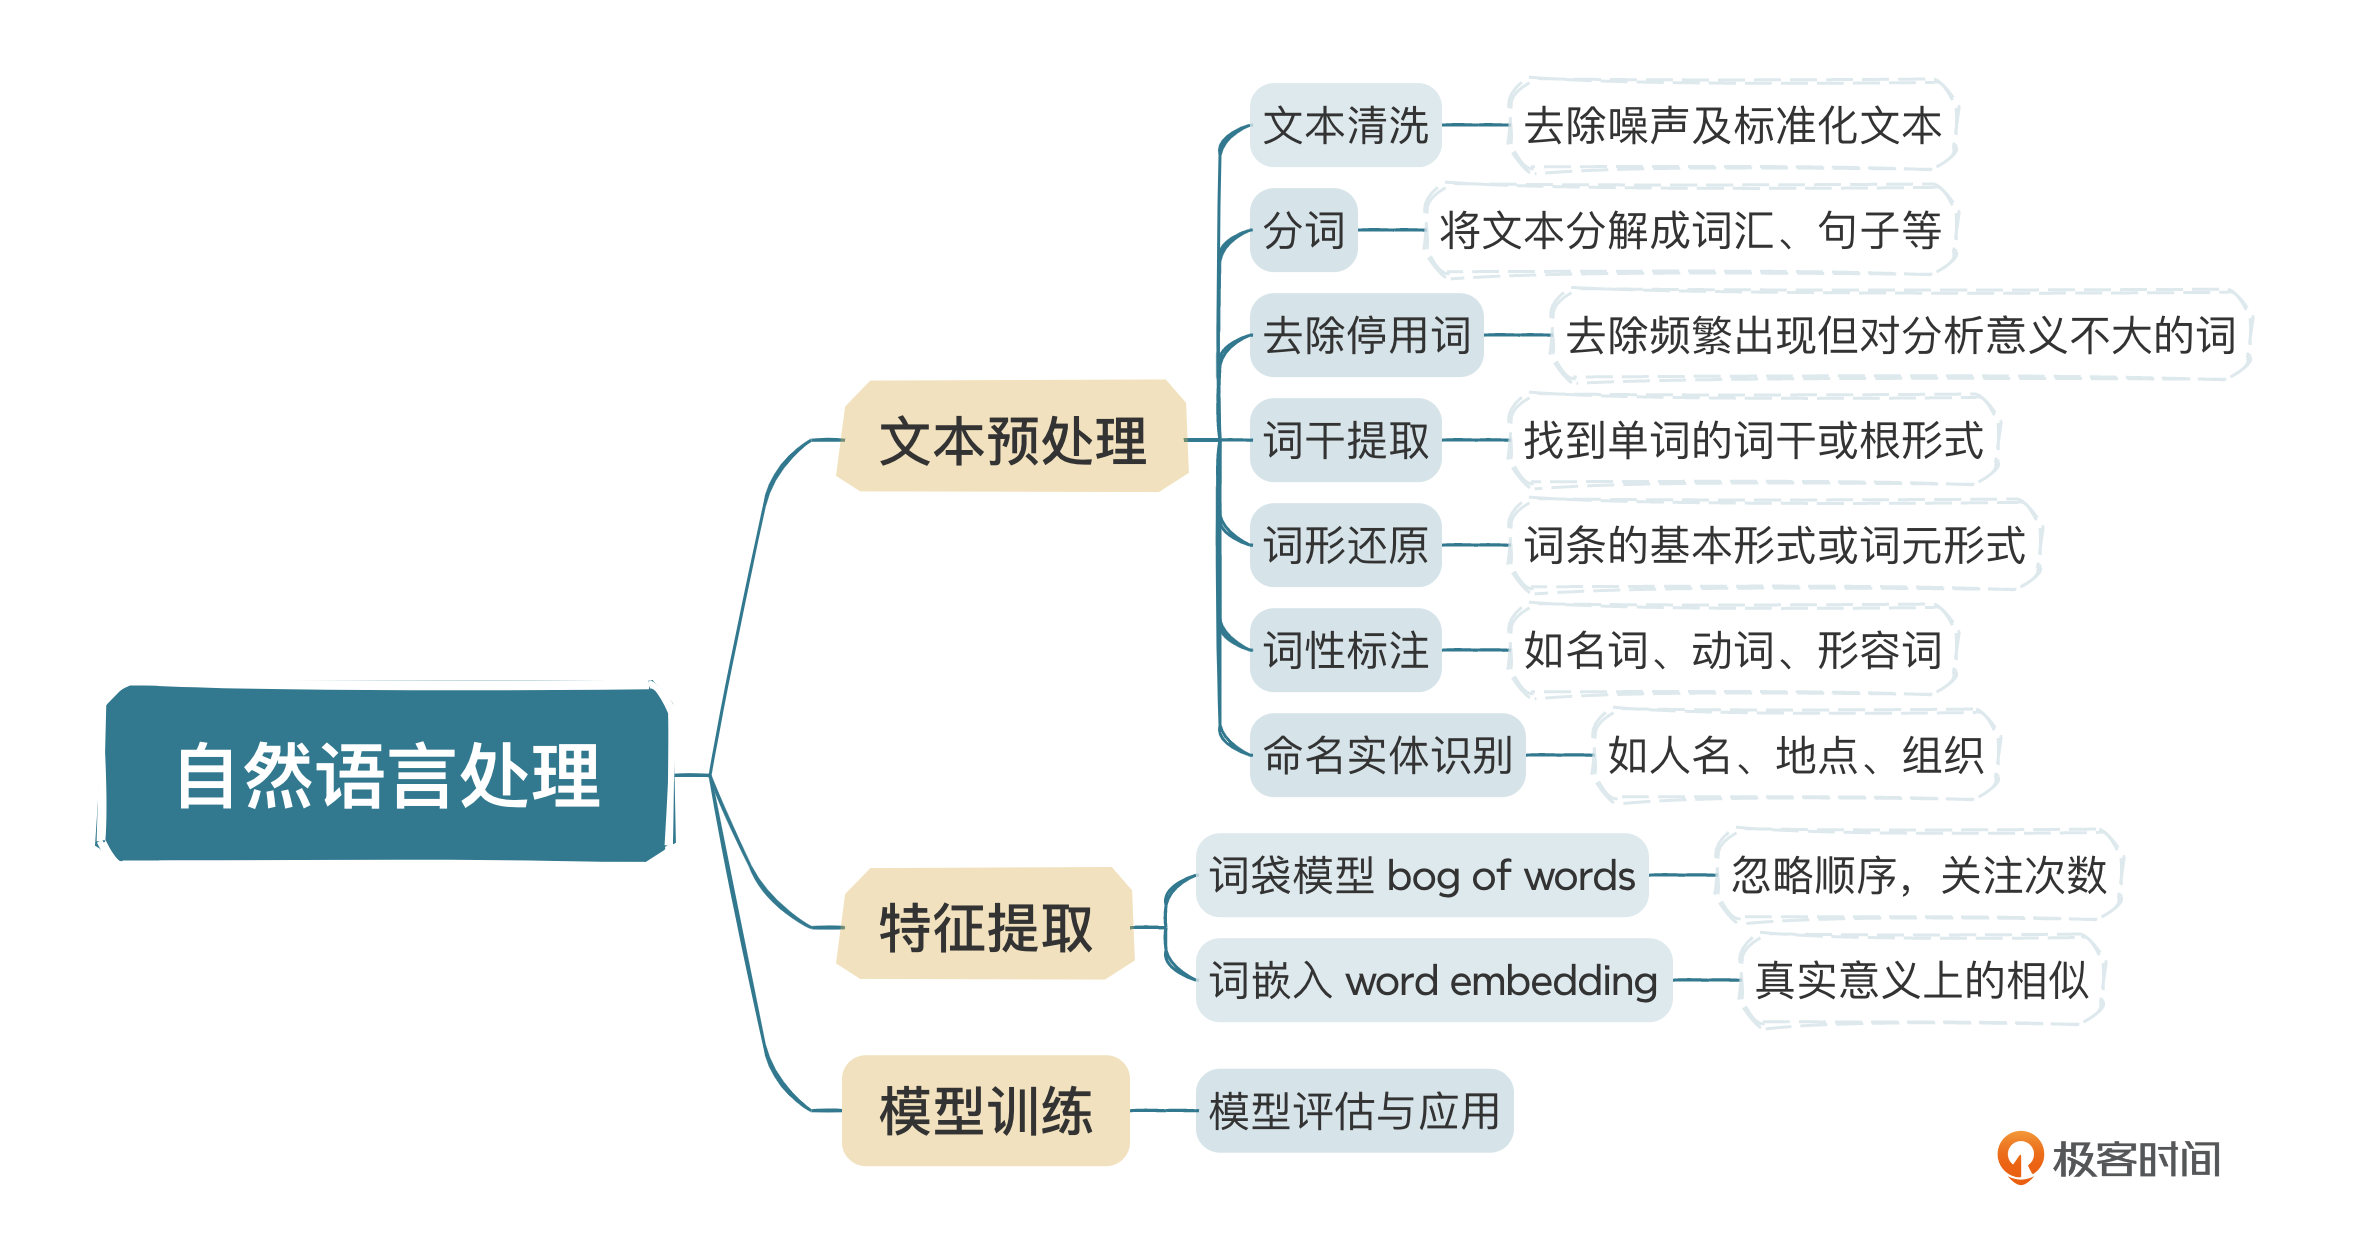 文本清洗
去除噪声及标准化文本
分词
将文本分解成词汇、句子等
去除停用词
去除频繁出现但对分析意义不大的词
文本预处理
词干提取
找到单词的词干或根形式
词形还原
词条的基本形式或词元形式
词性标注
如名词、动词、形容词
自然语言处理
命名实体识别
如人名、地点、组织
特征提取
词袋模型 bog of words
忽略顺序，关注次数
词嵌入 word embedding
真实意义上的相似
模型训练
模型评估与应用
极客时间